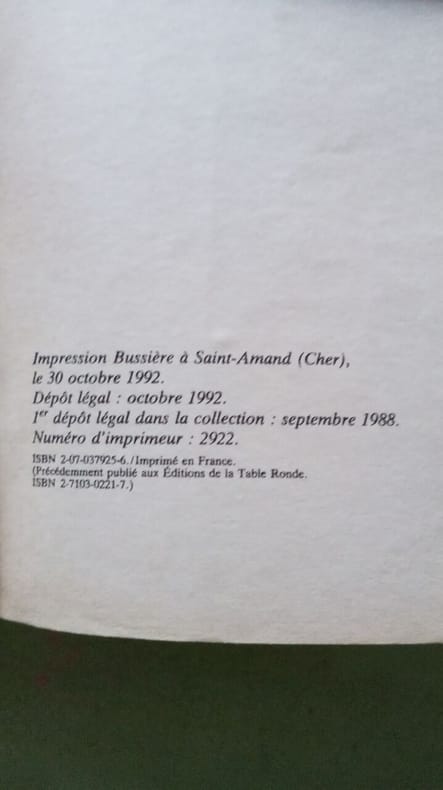 Impression Bussière à Saint-Amand (Cher),
le 30 octobre 1992.
Dépôt légal : octobre 1992.
1er dépôt légal dans la collection : septembre 1988.
Numéro d'imprimeur : 2922.
ISBN 2-07-037925-6./Imprimé en France.
(Précédemment publié aux Éditions de la Table Ronde.
ISBN 2-7103-0221-7.)